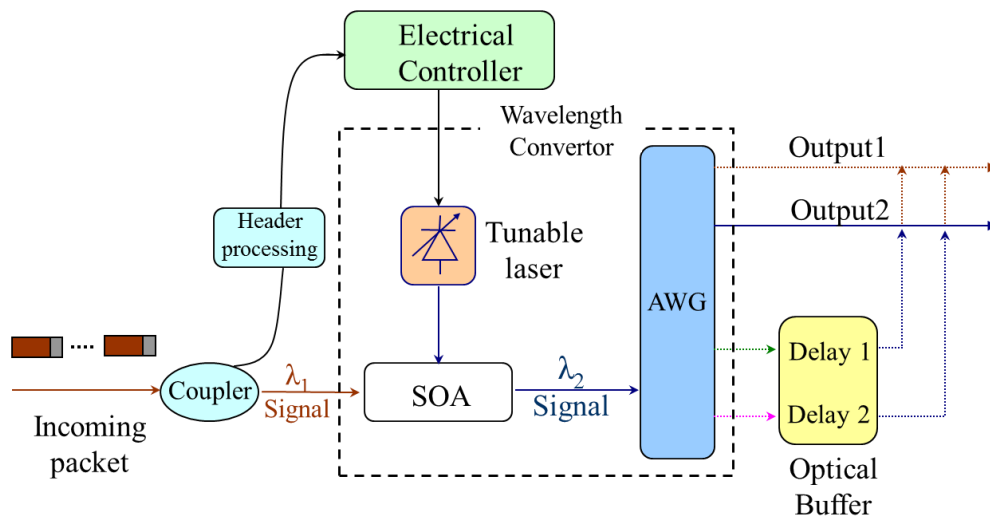 Electrical
Controller
Wavelength
Convertor
Output1
Header
processing
Tunable
laser
Output2
AWG
Delay 1
Coupler
λ1
Signal
SOA
λ2
Signal
Delay 2
Incoming
packet
Optical
Buffer